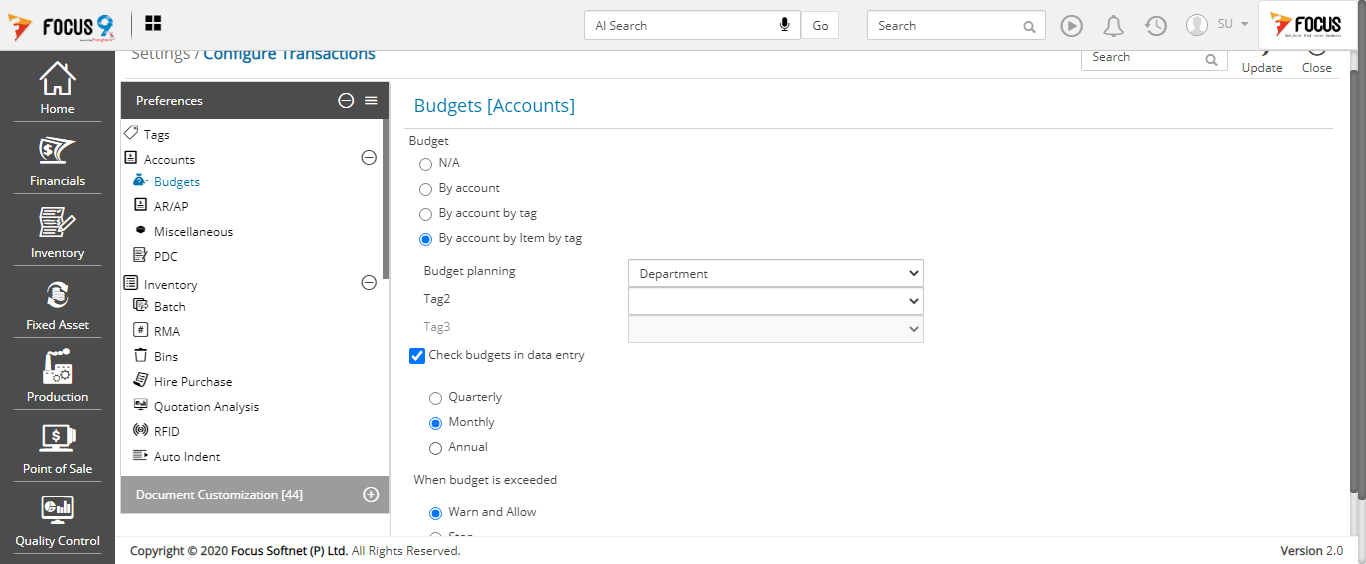 FOCUS 9
AI Search
Go
Search
SU
FOCUS
Settings / Configure Transactions
Search
Update
Close
Home
Financials
Inventory
Fixed Asset
Production
Point of Sale
Quality Control
Preferences
Tags
Accounts
Budgets
AR/AP
Miscellaneous
PDC
Inventory
Batch
RMA
Bins
Hire Purchase
Quotation Analysis
RFID
Auto Indent
Document Customization [44]
Budgets [Accounts]
Budget
N/A
By account
By account by tag
By account by Item by tag
Budget planning
Department
Tag2
Tag3
Check budgets in data entry
Quarterly
Monthly
Annual
When budget is exceeded
Warn and Allow
Stop
Copyright © 2020 Focus Softnet (P) Ltd. All Rights Reserved.
Version 2.0